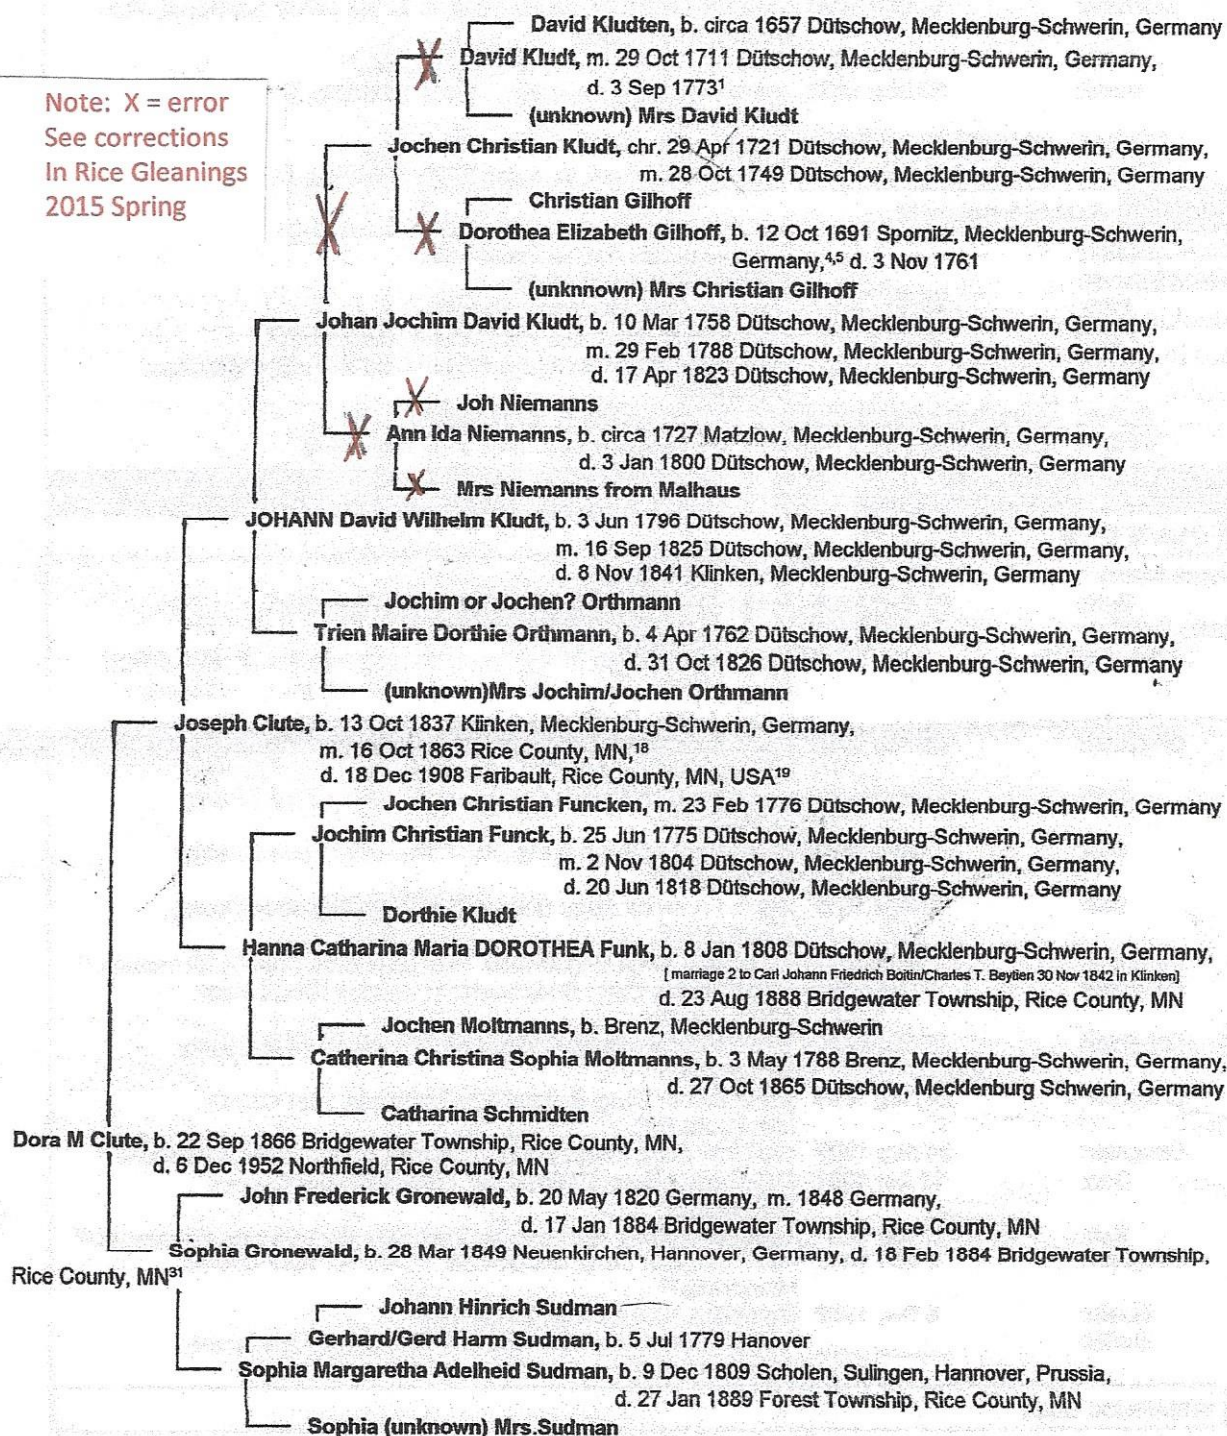 David Kludten, b. circa 1657 Dütschow, Mecklenburg-Schwerin, Germany
David Kludt, m. 29 Oct 1711 Dütschow, Mecklenburg-Schwerin, Germany,
d. 3 Sep 1773¹
(unknown) Mrs David Kludt
Note: X = error
See corrections
In Rice Gleanings
2015 Spring
Jochen Christian Kludt, chr. 29 Apr 1721 Dütschow, Mecklenburg-Schwerin, Germany,
m. 28 Oct 1749 Dütschow, Mecklenburg-Schwerin, Germany
Christian Gilhoff
Dorothea Elizabeth Gilhoff, b. 12 Oct 1691 Spornitz, Mecklenburg-Schwerin,
Germany,⁴,⁵ d. 3 Nov 1761
(unknnown) Mrs Christian Gilhoff
Johan Jochim David Kludt, b. 10 Mar 1758 Dütschow, Mecklenburg-Schwerin, Germany,
m. 29 Feb 1788 Dütschow, Mecklenburg-Schwerin, Germany,
d. 17 Apr 1823 Dütschow, Mecklenburg-Schwerin, Germany
Joh Niemanns
Ann Ida Niemanns, b. circa 1727 Matzlow, Mecklenburg-Schwerin, Germany,
d. 3 Jan 1800 Dütschow, Mecklenburg-Schwerin, Germany
Mrs Niemanns from Malhaus
JOHANN David Wilhelm Kludt, b. 3 Jun 1796 Dütschow, Mecklenburg-Schwerin, Germany,
m. 16 Sep 1825 Dütschow, Mecklenburg-Schwerin, Germany,
d. 8 Nov 1841 Klinken, Mecklenburg-Schwerin, Germany
Jochim or Jochen? Orthmann
Trien Maire Dorthie Orthmann, b. 4 Apr 1762 Dütschow, Mecklenburg-Schwerin, Germany,
d. 31 Oct 1826 Dütschow, Mecklenburg-Schwerin, Germany
(unknown)Mrs Jochim/Jochen Orthmann
Joseph Clute, b. 13 Oct 1837 Klinken, Mecklenburg-Schwerin, Germany,
m. 16 Oct 1863 Rice County, MN,¹⁸
d. 18 Dec 1908 Faribault, Rice County, MN, USA¹⁹
Jochen Christian Funcken, m. 23 Feb 1776 Dütschow, Mecklenburg-Schwerin, Germany
Jochim Christian Funck, b. 25 Jun 1775 Dütschow, Mecklenburg-Schwerin, Germany,
m. 2 Nov 1804 Dütschow, Mecklenburg-Schwerin, Germany,
d. 20 Jun 1818 Dütschow, Mecklenburg-Schwerin, Germany
Dorthie Kludt
Hanna Catharina Maria DOROTHEA Funk, b. 8 Jan 1808 Dütschow, Mecklenburg-Schwerin, Germany,
[ marriage 2 to Carl Johann Friedrich Boitin/Charles T. Beytien 30 Nov 1842 in Klinken]
d. 23 Aug 1888 Bridgewater Township, Rice County, MN
Jochen Moltmanns, b. Brenz, Mecklenburg-Schwerin
Catherina Christina Sophia Moltmanns, b. 3 May 1788 Brenz, Mecklenburg-Schwerin, Germany,
d. 27 Oct 1865 Dütschow, Mecklenburg Schwerin, Germany
Catharina Schmidten
Dora M Clute, b. 22 Sep 1866 Bridgewater Township, Rice County, MN,
d. 6 Dec 1952 Northfield, Rice County, MN
John Frederick Gronewald, b. 20 May 1820 Germany, m. 1848 Germany,
d. 17 Jan 1884 Bridgewater Township, Rice County, MN
Sophia Gronewald, b. 28 Mar 1849 Neuenkirchen, Hannover, Germany, d. 18 Feb 1884 Bridgewater Township,
Rice County, MN³¹
Johann Hinrich Sudman
Gerhard/Gerd Harm Sudman, b. 5 Jul 1779 Hanover
Sophia Margaretha Adelheid Sudman, b. 9 Dec 1809 Scholen, Sulingen, Hannover, Prussia,
d. 27 Jan 1889 Forest Township, Rice County, MN
Sophia (unknown) Mrs.Sudman